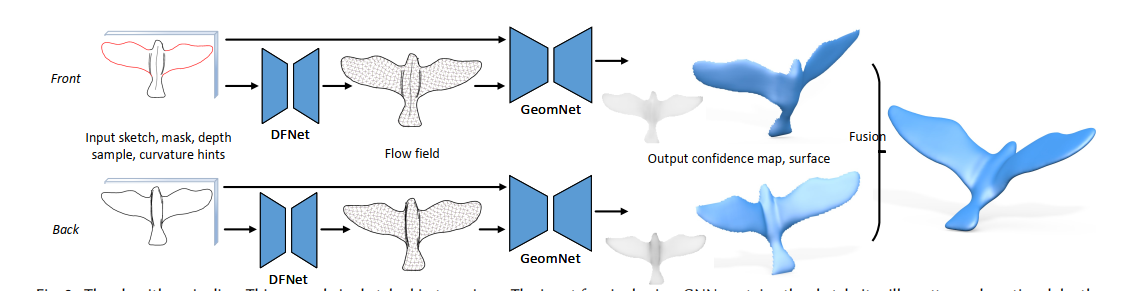 Front
DFNet
GeomNet
Input sketch, mask, depth
sample, curvature hints
Flow field
Output confidence map, surface
Fusion
Back
DFNet
GeomNet